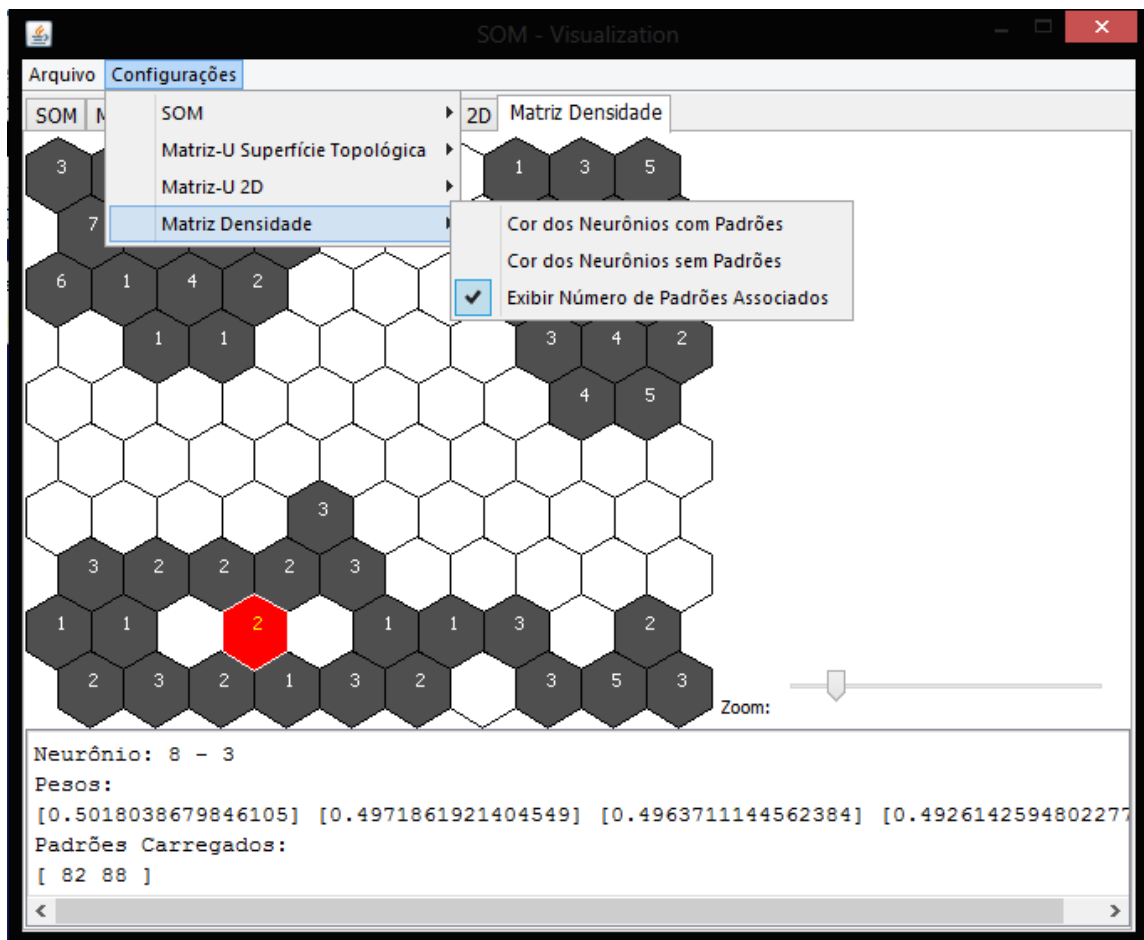 SOM - Visualization
Arquivo Configurações
SOM M 2D Matriz Densidade
SOM
Matriz-U Superfície Topológica
Matriz-U 2D
Matriz Densidade
Cor dos Neurônios com Padrões
Cor dos Neurônios sem Padrões
Exibir Número de Padrões Associados
3 1 3 5
7
6 1 4 2
1 1 3 4 2
4 5
3
3 2 2 2 3
1 1 2 1 1 3 2
2 3 2 1 3 2 3 5 3
Zoom:
Neurônio: 8 - 3
Pesos:
[0.5018038679846105] [0.4971861921404549] [0.4963711144562384] [0.4926142594802277
Padrões Carregados:
[ 82 88 ]